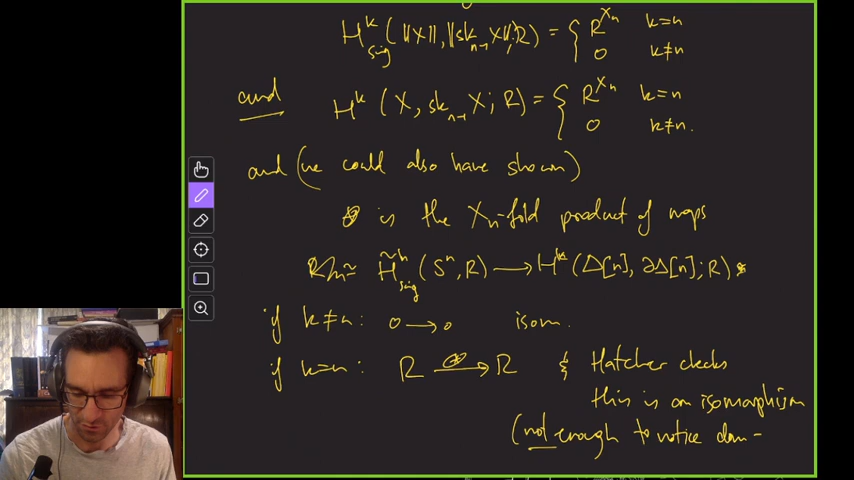 H^k_sing(||X||, ||sk_{n-1} X||; R) = { R^{X_n} k=n
0 k≠n
and H^k(X, sk_{n-1} X; R) = { R^{X_n} k=n
0 k≠n.
and (we could also have shown)
is the X_n-fold product of maps
H̃^k_sing(S^n, R) → H^k(Δ[n], ∂Δ[n]; R)
if k≠n: 0 → 0 isom.
if k=n: R → R & Hatcher checks
this is an isomorphism
(not enough to notice dom-